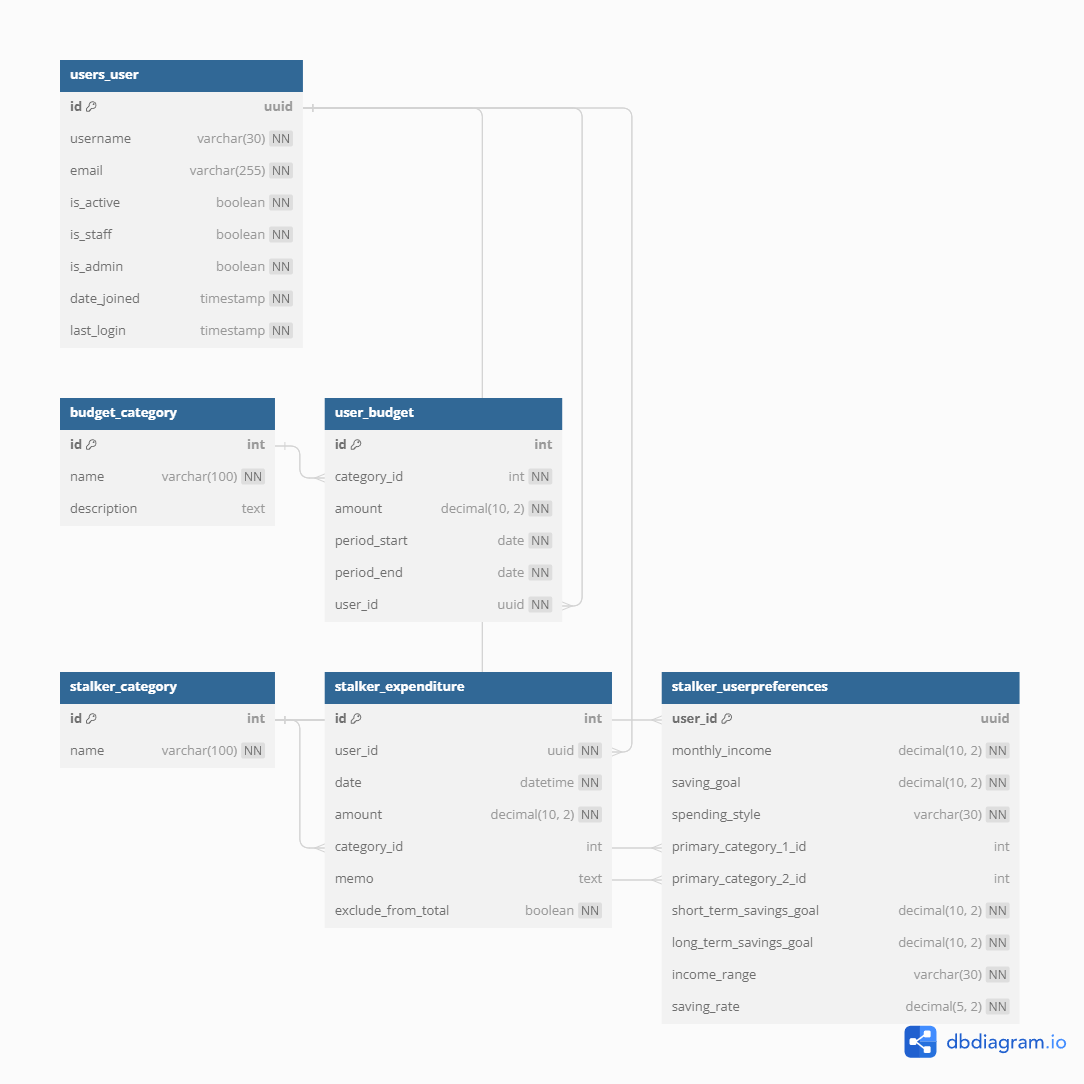 users_user
id uuid
username varchar(30) NN
email varchar(255) NN
is_active boolean NN
is_staff boolean NN
is_admin boolean NN
date_joined timestamp NN
last_login timestamp NN
budget_category
id int
name varchar(100) NN
description text
user_budget
id int
category_id int NN
amount decimal(10, 2) NN
period_start date NN
period_end date NN
user_id uuid NN
stalker_category
id int
name varchar(100) NN
stalker_expenditure
id int
user_id uuid NN
date datetime NN
amount decimal(10, 2) NN
category_id int
memo text
exclude_from_total boolean NN
stalker_userpreferences
user_id uuid
monthly_income decimal(10, 2) NN
saving_goal decimal(10, 2) NN
spending_style varchar(30) NN
primary_category_1_id int
primary_category_2_id int
short_term_savings_goal decimal(10, 2) NN
long_term_savings_goal decimal(10, 2) NN
income_range varchar(30) NN
saving_rate decimal(5, 2) NN
dbdiagram.io